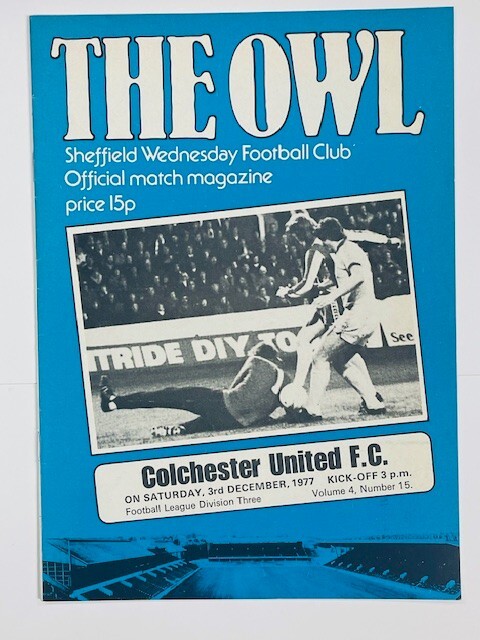 THE OWL
Sheffield Wednesday Football Club
Official match magazine
price 15p
TRIDE DIY TO
See
Colchester United F.C.
ON SATURDAY, 3rd DECEMBER, 1977 KICK-OFF 3 p.m.
Football League Division Three Volume 4, Number 15.